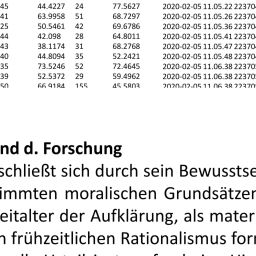 45 66.9427 24 77.5627 2020-02-05 11.05.22 22370
41 63.9958 51 68.7297 2020-02-05 11.05.26 22370
25 50.5461 42 69.6786 2020-02-05 11.05.36 22370
44 42.098 28 64.8011 2020-02-05 11.05.41 22370
43 38.1174 31 68.2768 2020-02-05 11.05.47 22370
40 44.8094 35 52.2421 2020-02-05 11.05.48 22370
35 73.5246 52 72.4645 2020-02-05 11.06.38 22370
39 52.5372 29 59.4962 2020-02-05 11.06.38 22370
50 66.9184 155 45.5803 2020-02-05 11.06.38 22370
nd d. Forschung
schließt sich durch sein Bewusstse
timmten moralischen Grundsätzen
eitalter der Aufklärung, als mater
n frühzeitlichen Rationalismus for